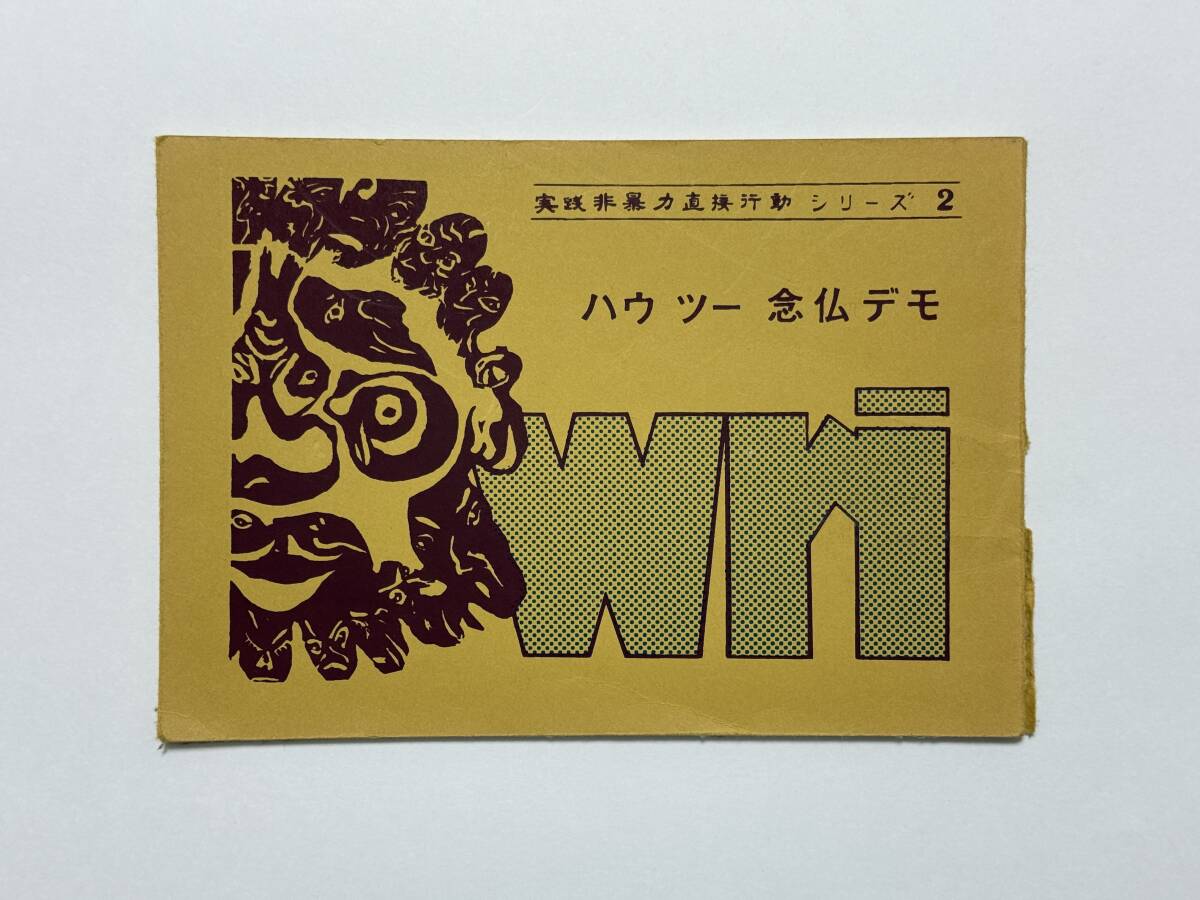 実践非暴力直接行動 シリーズ 2
ハウ ツー 念仏デモ
wri